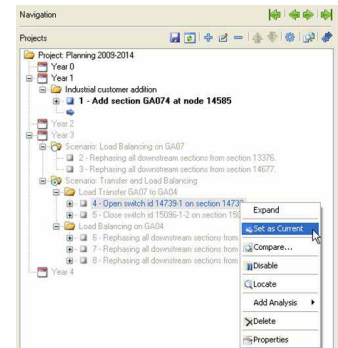 Navigation
Projects
Project: Planning 2009-2014
Year 0
Year 1
Industrial customer addition
1 - Add section GA074 at node 14585
Year 2
Year 3
Scenario: Load Balancing on GA07
2 - Rephasing all downstream sections from section 13376.
3 - Rephasing all downstream sections from section 14677.
Scenario: Transfer and Load Balancing
Load Transfer GA07 to GA04
4 - Open switch id 14739-1 on section 1473
5 - Close switch id 15096-1-2 on section 150
Load Balancing on GA04
6 - Rephasing all downstream sections from
7 - Rephasing all downstream sections from
8 - Rephasing all downstream sections from
Year 4
Expand
Set as Current
Compare...
Disable
Locate
Add Analysis
Delete
Properties